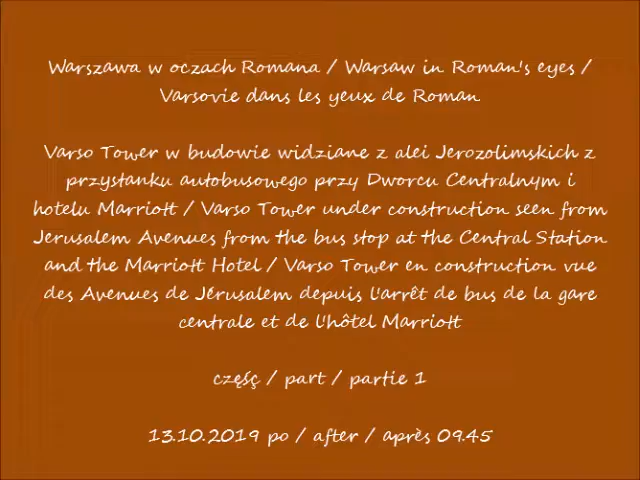 Warszawa w oczach Romana / Warsaw in Roman's eyes /
Varsovie dans les yeux de Roman
Varso Tower w budowie widziane z alei Jerozolimskich z
przystanku autobusowego przy Dworcu Centralnym i
hotelu Marriott / Varso Tower under construction seen from
Jerusalem Avenues from the bus stop at the Central Station
and the Marriott Hotel / Varso Tower en construction vue
des Avenues de Jérusalem depuis l'arrêt de bus de la gare
centrale et de l'hôtel Marriott
częśç / part / partie 1
13.10.2019 po / after / après 09.45